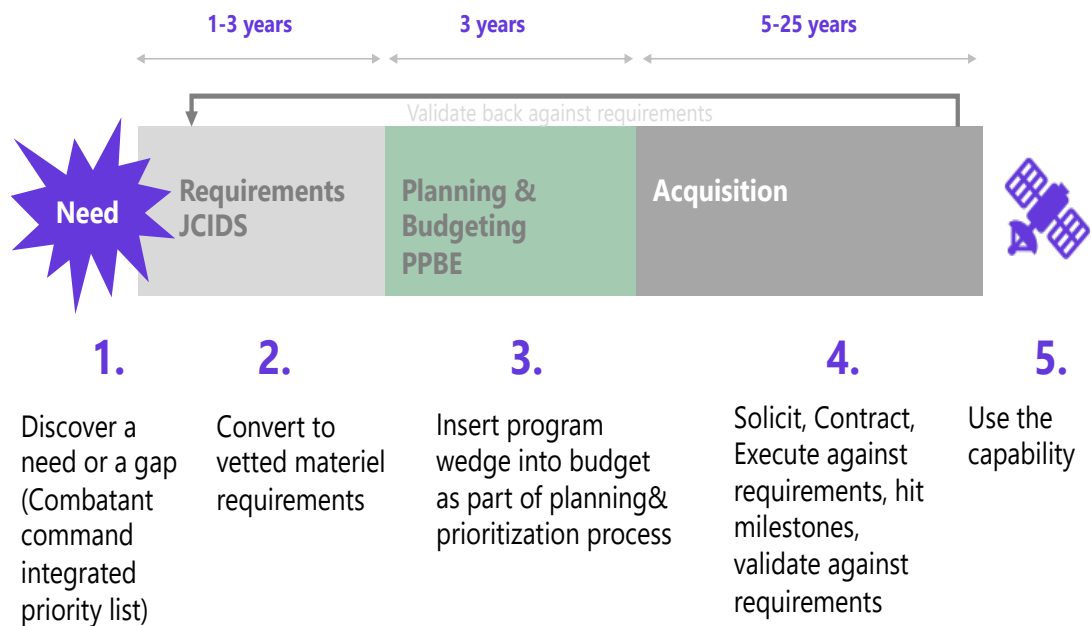 1-3 years
3 years
5-25 years
Validate back against requirements
Need
Requirements
JCIDS
Planning &
Budgeting
PPBE
Acquisition
1.
2.
3.
4.
5.
Discover a
need or a gap
(Combatant
command
integrated
priority list)
Convert to
vetted materiel
requirements
Insert program
wedge into budget
as part of planning&
prioritization process
Solicit, Contract,
Execute against
requirements, hit
milestones,
validate against
requirements
Use the
capability